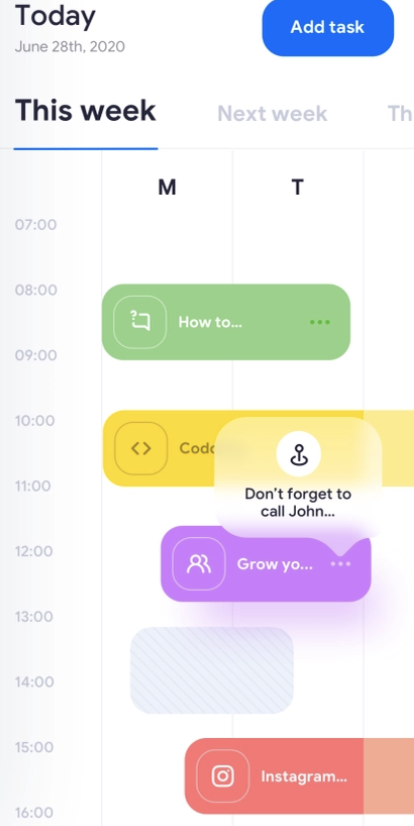 Today
June 28th, 2020
Add task
This week
Next week
Th
M
T
07:00
08:00
How to...
09:00
10:00
11:00
Don't forget to
call John...
12:00
Grow yo...
13:00
14:00
15:00
Instagram...
16:00